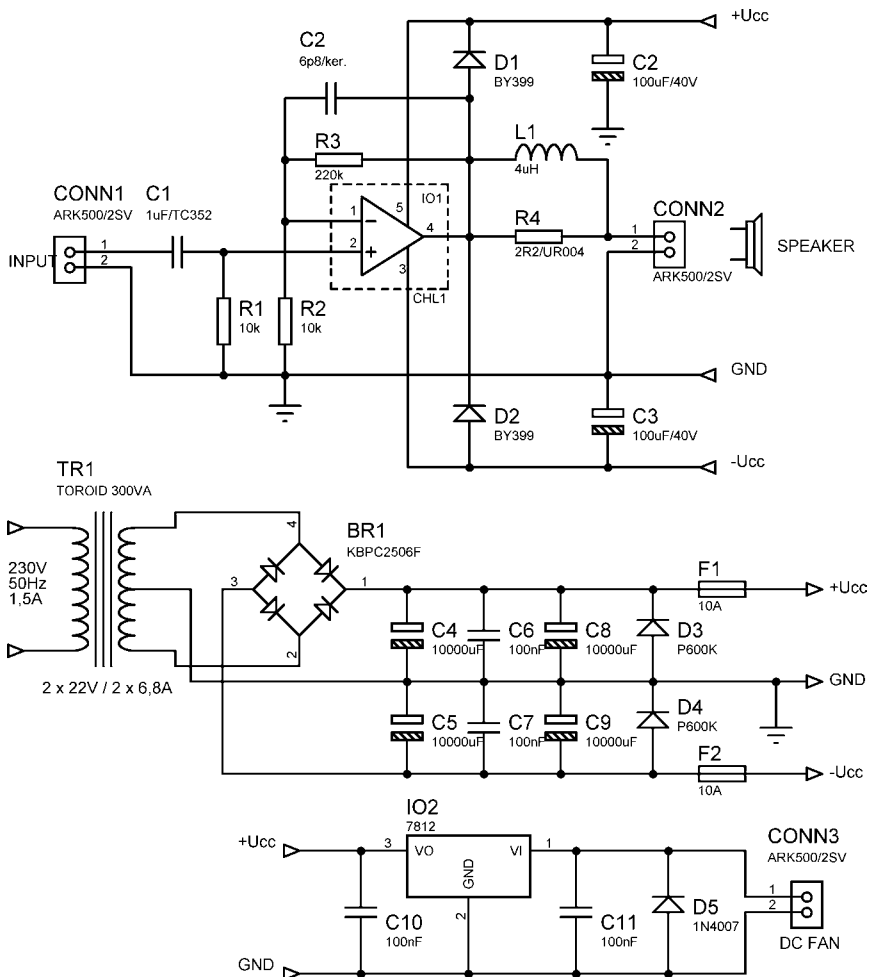 +Ucc
C2
6p8/ker.
D1
BY399
C2
100uF/40V
R3
220k
L1
4uH
CONN1
ARK500/2SV
C1
1uF/TC352
IO1
1
5
4
2
3
CHL1
INPUT
1
2
R4
2R2/UR004
CONN2
1
2
ARK500/2SV
SPEAKER
R1
10k
R2
10k
GND
D2
BY399
C3
100uF/40V
-Ucc
TR1
TOROID 300VA
230V
50Hz
1,5A
2 x 22V / 2 x 6,8A
BR1
KBPC2506F
4
3
1
2
F1
10A
+Ucc
C4
10000uF
C6
100nF
C8
10000uF
D3
P600K
GND
C5
10000uF
C7
100nF
C9
10000uF
D4
P600K
F2
10A
-Ucc
IO2
7812
+Ucc
3
VO
VI
1
GND
2
CONN3
ARK500/2SV
1
2
DC FAN
C10
100nF
C11
100nF
D5
1N4007
GND